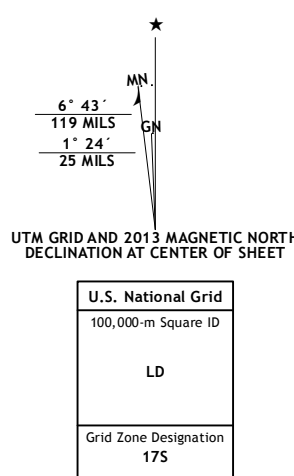 MN
6° 43´
119 MILS
GN
1° 24´
25 MILS
UTM GRID AND 2013 MAGNETIC NORTH
DECLINATION AT CENTER OF SHEET
U.S. National Grid
100,000-m Square ID
LD
Grid Zone Designation
17S